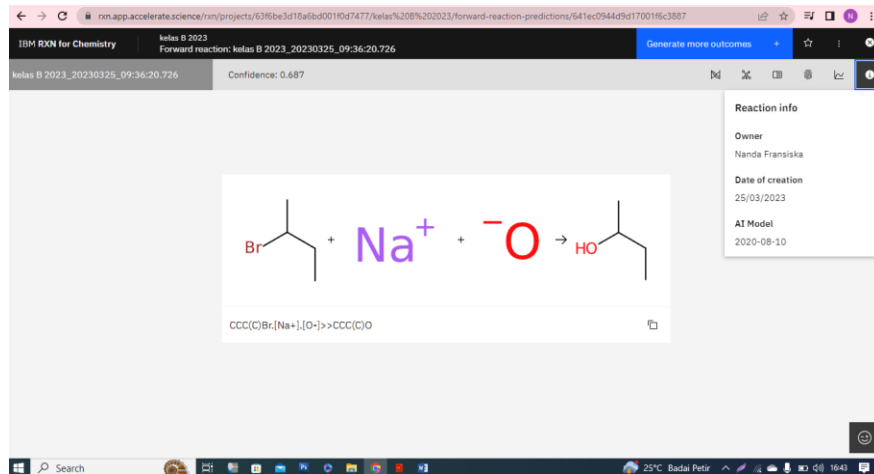 rxn.app.accelerate.science/rxn/projects/63f6be3d18a6bd001f0d7477/kelas%20B%202023/forward-reaction-predictions/641ec0944d9d17001f6c3887
N
IBM RXN for Chemistry
kelas B 2023
Forward reaction: kelas B 2023_20230325_09:36:20.726
Generate more outcomes +
kelas B 2023_20230325_09:36:20.726
Confidence: 0.687
Reaction info
Owner
Nanda Fransiska
Date of creation
25/03/2023
AI Model
2020-08-10
Br + Na+ + -O → HO
CCC(C)Br.[Na+].[O-]>>CCC(C)O
Search
25°C Badai Petir
16:43